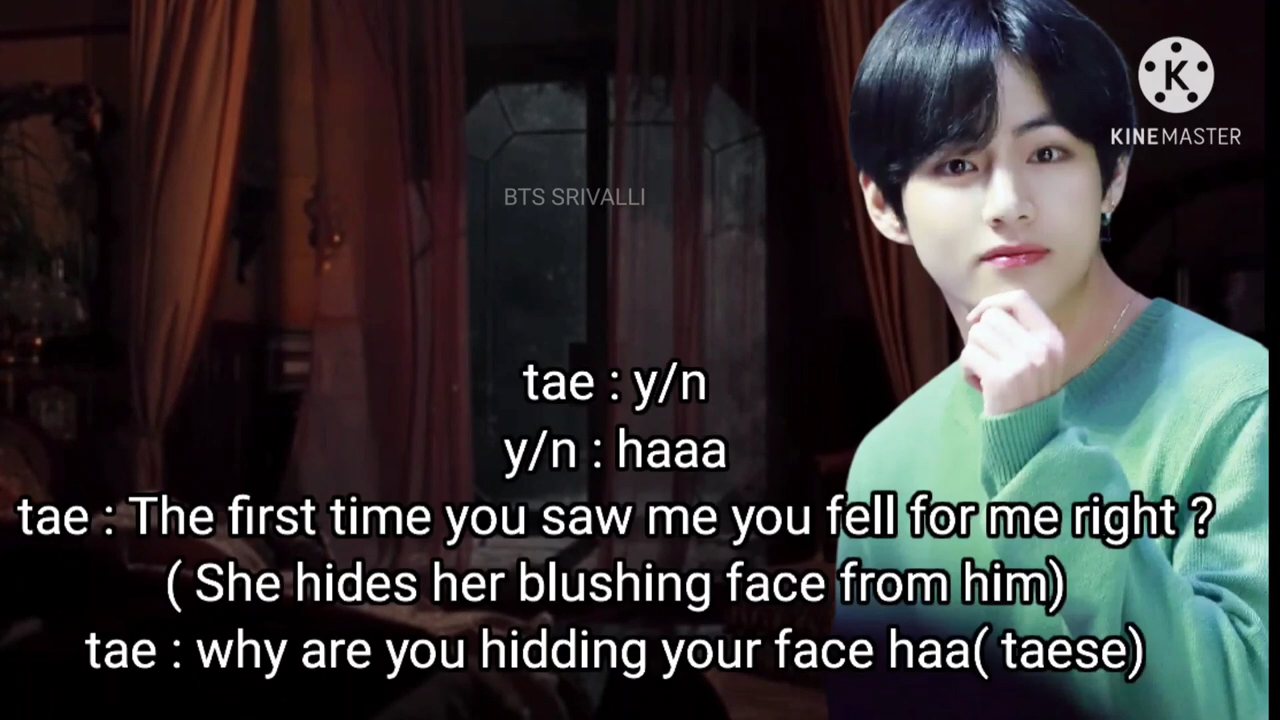 K
KINEMASTER
BTS SRIVALLI
tae : y/n
y/n : haaa
tae : The first time you saw me you fell for me right ?
( She hides her blushing face from him)
tae : why are you hidding your face haa( taese)